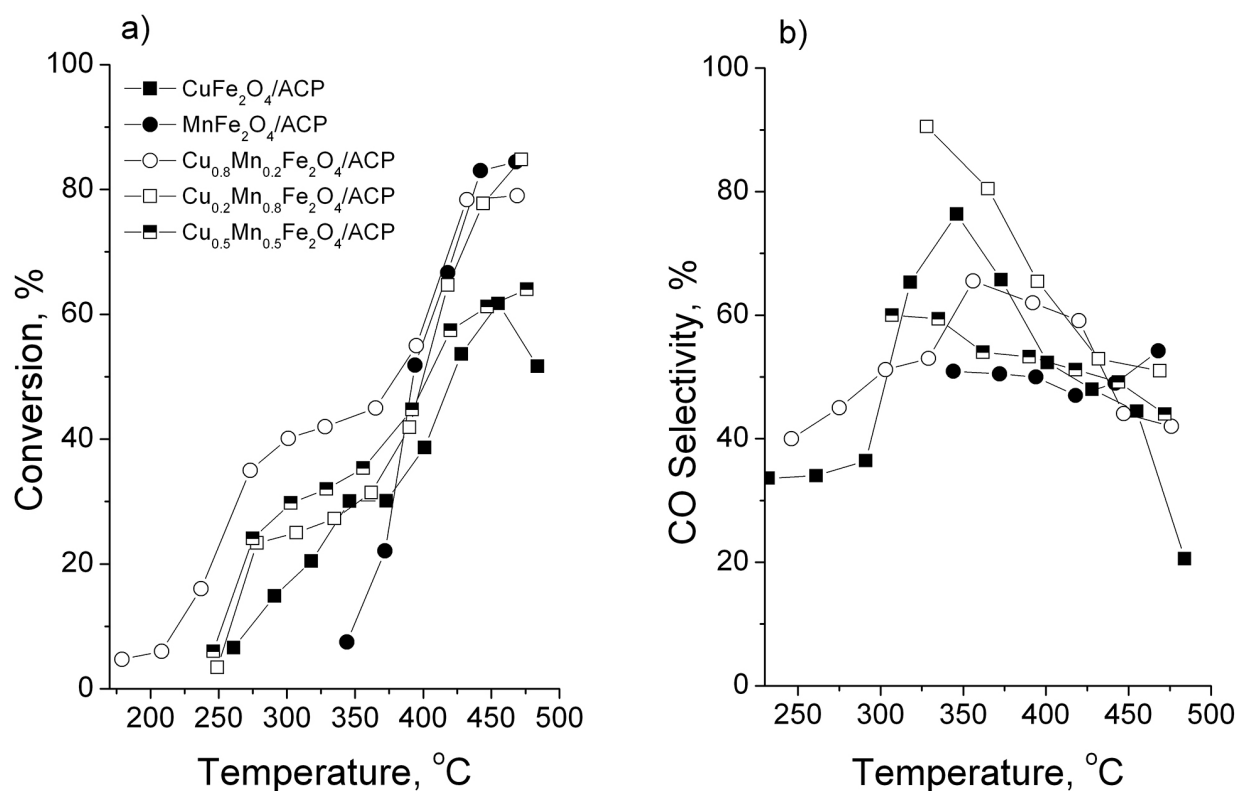 a)
100
80
60
40
20
0
Conversion, %
CuFe₂O₄/ACP
MnFe₂O₄/ACP
Cu₀.₈Mn₀.₂Fe₂O₄/ACP
Cu₀.₂Mn₀.₈Fe₂O₄/ACP
Cu₀.₅Mn₀.₅Fe₂O₄/ACP
200 250 300 350 400 450 500
Temperature, °C
b)
100
80
60
40
20
0
CO Selectivity, %
250 300 350 400 450 500
Temperature, °C